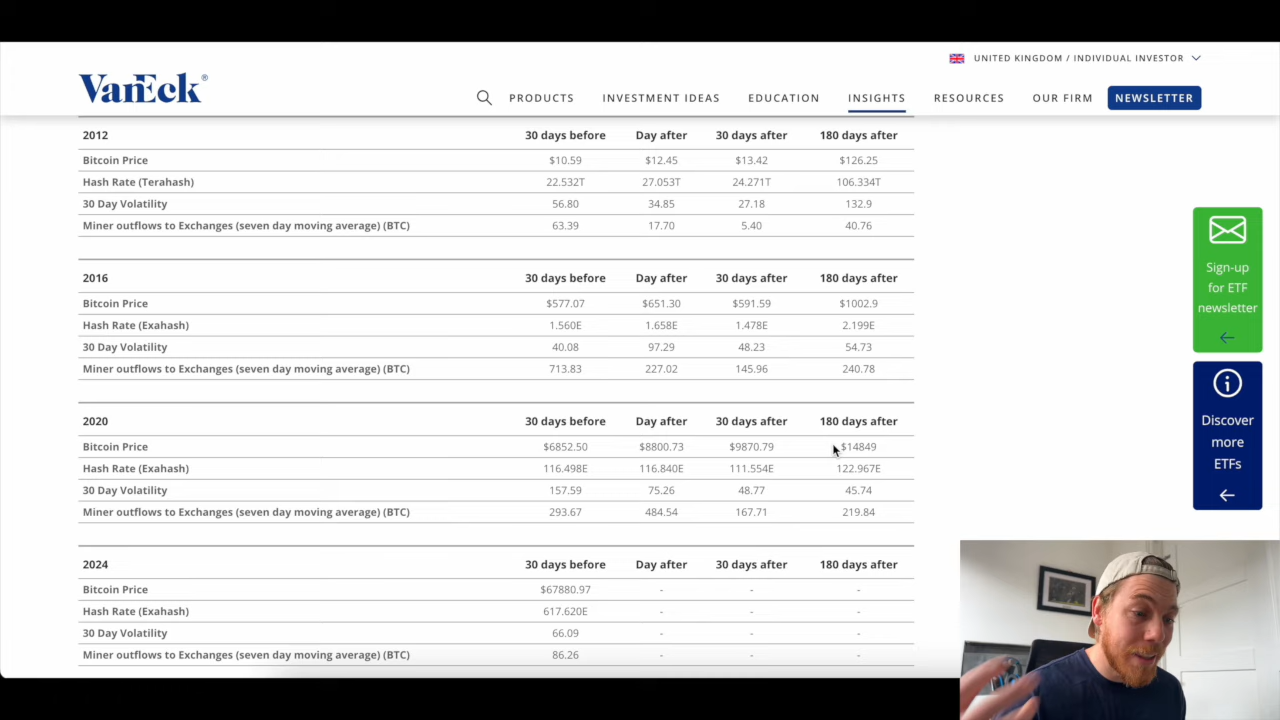 UNITED KINGDOM / INDIVIDUAL INVESTOR
VanEck®
PRODUCTS INVESTMENT IDEAS EDUCATION INSIGHTS RESOURCES OUR FIRM NEWSLETTER
2012 30 days before Day after 30 days after 180 days after
Bitcoin Price $10.59 $12.45 $13.42 $126.25
Hash Rate (Terahash) 22.532T 27.053T 24.271T 106.334T
30 Day Volatility 56.80 34.85 27.18 132.9
Miner outflows to Exchanges (seven day moving average) (BTC) 63.39 17.70 5.40 40.76
2016 30 days before Day after 30 days after 180 days after
Bitcoin Price $577.07 $651.30 $591.59 $1002.9
Hash Rate (Exahash) 1.560E 1.658E 1.478E 2.199E
30 Day Volatility 40.08 97.29 48.23 54.73
Miner outflows to Exchanges (seven day moving average) (BTC) 713.83 227.02 145.96 240.78
2020 30 days before Day after 30 days after 180 days after
Bitcoin Price $6852.50 $8800.73 $9870.79 $14849
Hash Rate (Exahash) 116.498E 116.840E 111.554E 122.967E
30 Day Volatility 157.59 75.26 48.77 45.74
Miner outflows to Exchanges (seven day moving average) (BTC) 293.67 484.54 167.71 219.84
2024 30 days before Day after 30 days after 180 days after
Bitcoin Price $67880.97 - - -
Hash Rate (Exahash) 617.620E - - -
30 Day Volatility 66.09 - - -
Miner outflows to Exchanges (seven day moving average) (BTC) 86.26 - - -
Sign-up
for ETF
newsletter
Discover
more
ETFs